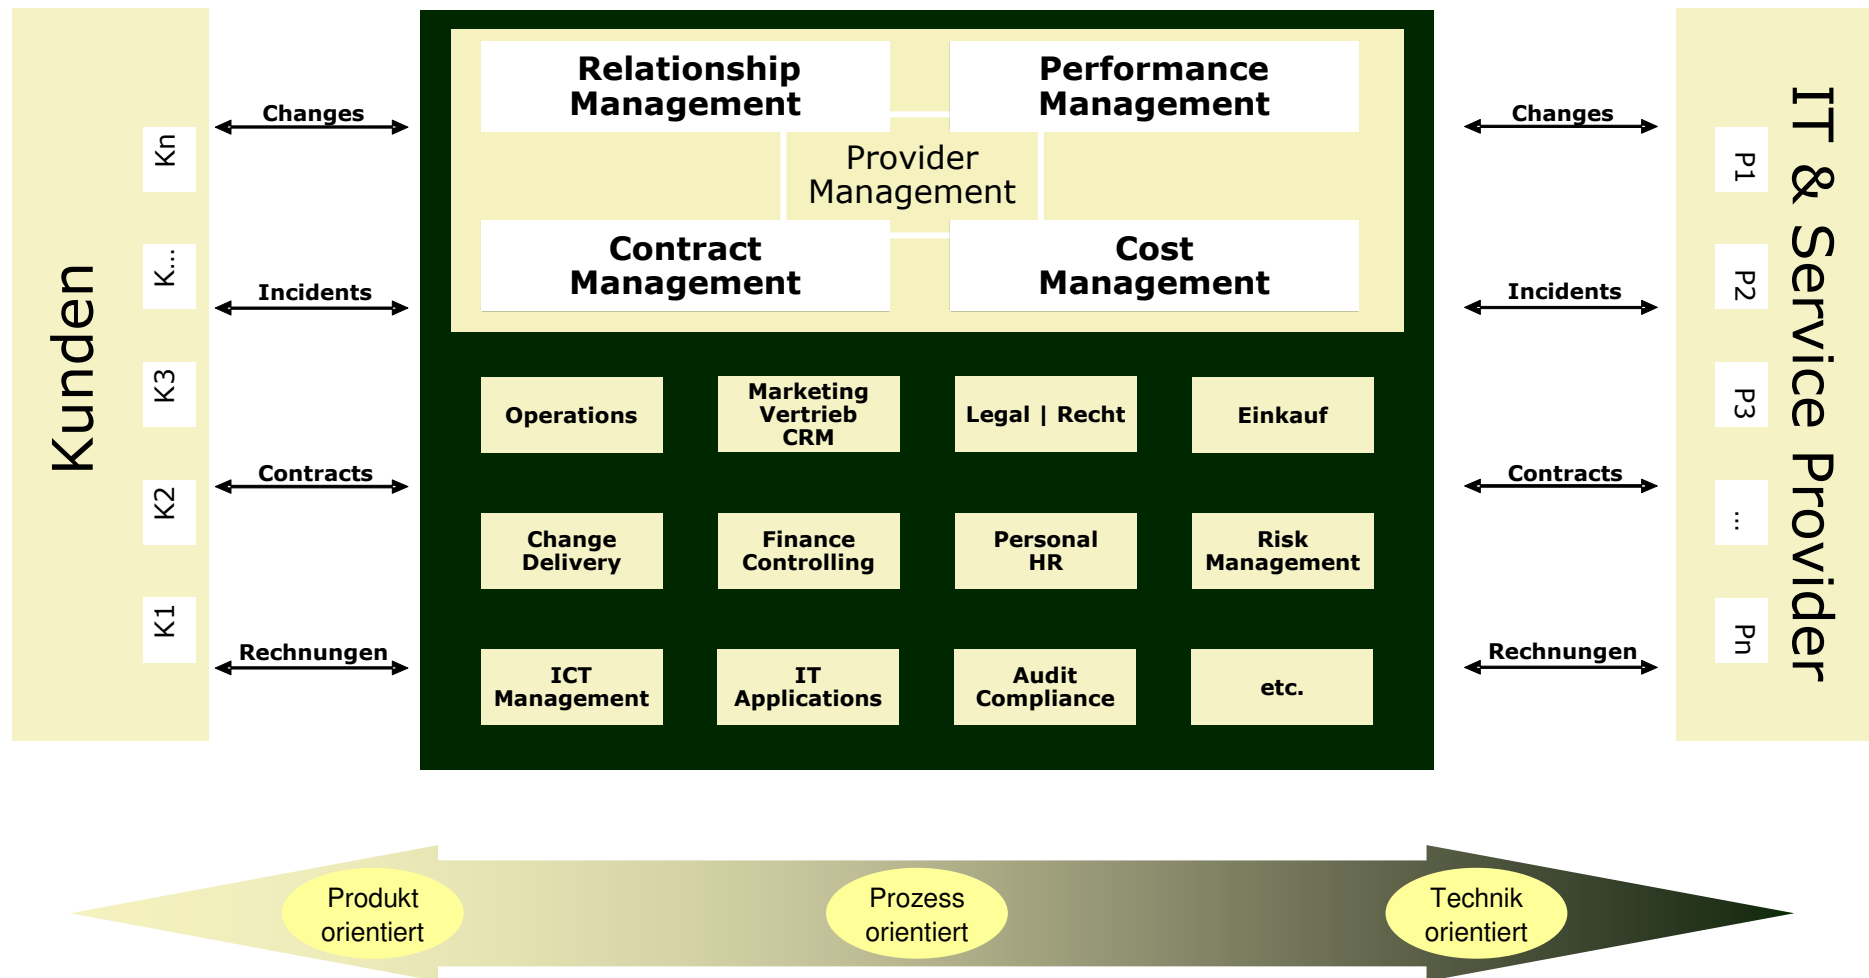 Kunden
Kn
K...
K3
K2
K1
Changes
Incidents
Contracts
Rechnungen
Relationship
Management
Performance
Management
Provider
Management
Contract
Management
Cost
Management
Operations
Marketing
Vertrieb
CRM
Legal | Recht
Einkauf
Change
Delivery
Finance
Controlling
Personal
HR
Risk
Management
ICT
Management
IT
Applications
Audit
Compliance
etc.
Changes
Incidents
Contracts
Rechnungen
P1
P2
P3
...
Pn
IT & Service Provider
Produkt
orientiert
Prozess
orientiert
Technik
orientiert